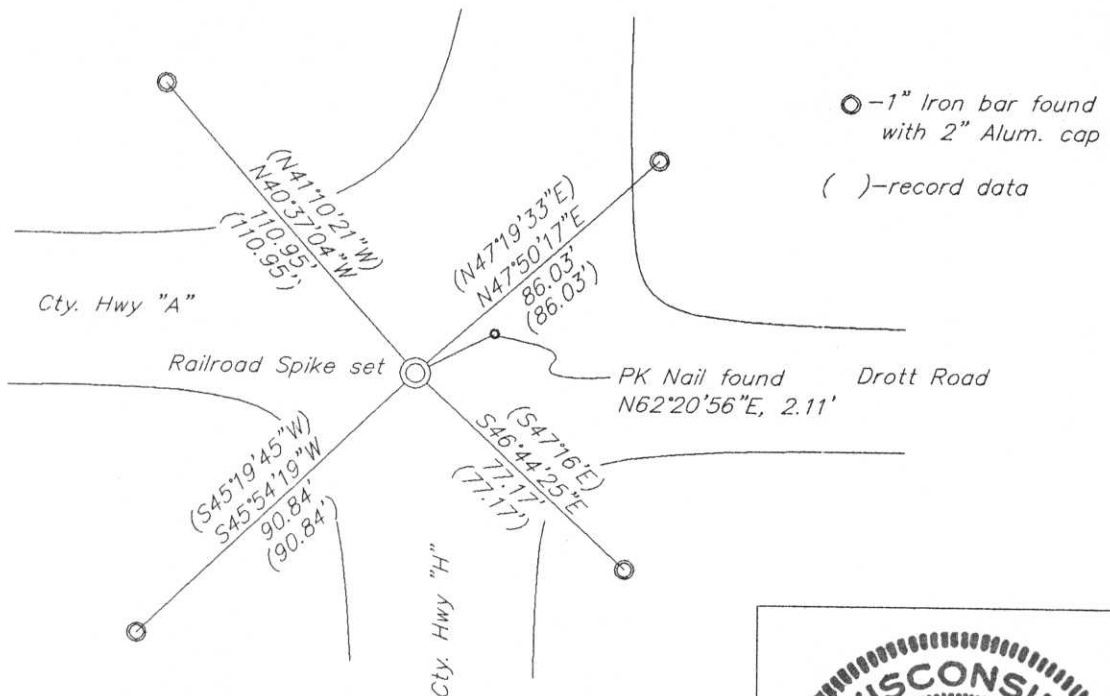 -1" Iron bar found
with 2" Alum. cap
( )-record data
(N41°10'21"W)
N40°37'04"W
110.95'
(110.95')
(N47°19'33"E)
N47°50'17"E
86.03'
(86.03')
Cty. Hwy "A"
Railroad Spike set
PK Nail found
N62°20'56"E, 2.11'
Drott Road
(S45°19'45"W)
S45°54'19"W
90.84'
(90.84')
(S47°16'E)
S46°44'25"E
77.17'
(77.17')
Cty. Hwy "H"
WISCONSI